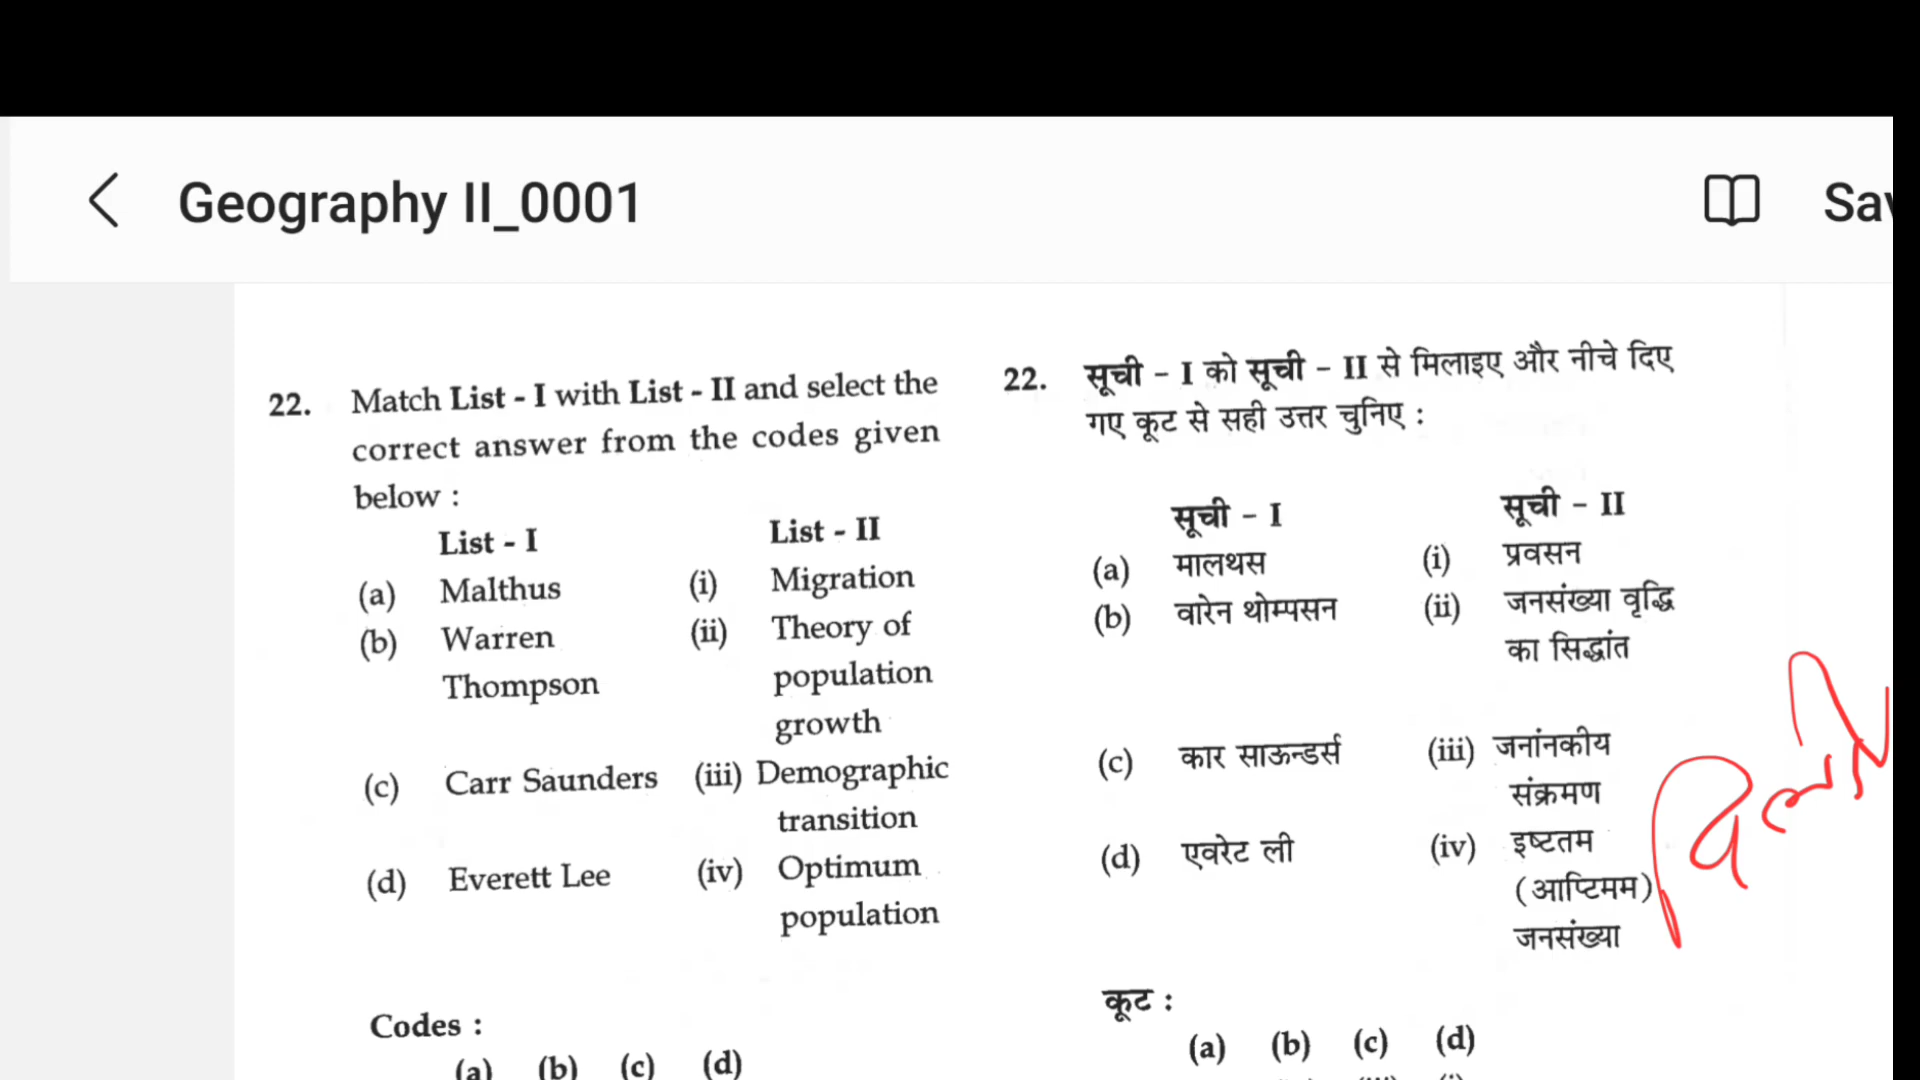 Geography II_0001
Sav
22. Match List - I with List - II and select the
correct answer from the codes given
below :
List - I List - II
(a) Malthus (i) Migration
(b) Warren (ii) Theory of
Thompson population
growth
(c) Carr Saunders (iii) Demographic
transition
(d) Everett Lee (iv) Optimum
population
Codes :
(a) (b) (c) (d)
22. सूची - I को सूची - II से मिलाइए और नीचे दिए
गए कूट से सही उत्तर चुनिए :
सूची - I सूची - II
(a) मालथस (i) प्रवसन
(b) वारेन थोम्पसन (ii) जनसंख्या वृद्धि
का सिद्धांत
(c) कार साऊन्डर्स (iii) जनांनकीय
संक्रमण
(d) एवरेट ली (iv) इष्टतम
(आप्टिमम)
जनसंख्या
कूट :
(a) (b) (c) (d)